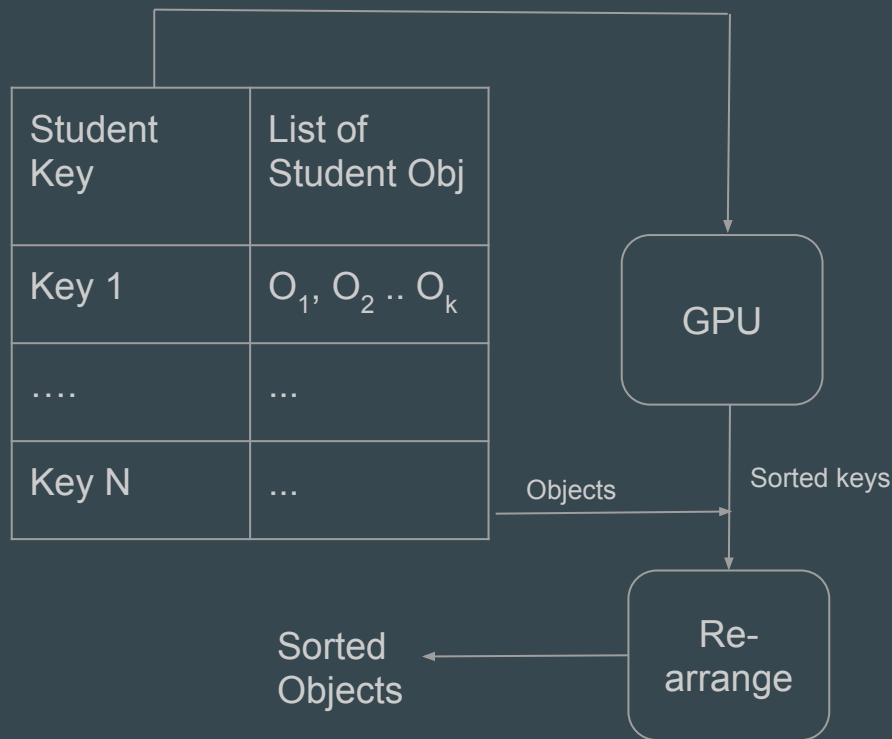 Student
Key
List of
Student Obj
Key 1
O₁, O₂ .. Oₖ
….
...
Key N
...
GPU
Objects
Sorted keys
Re-
arrange
Sorted
Objects